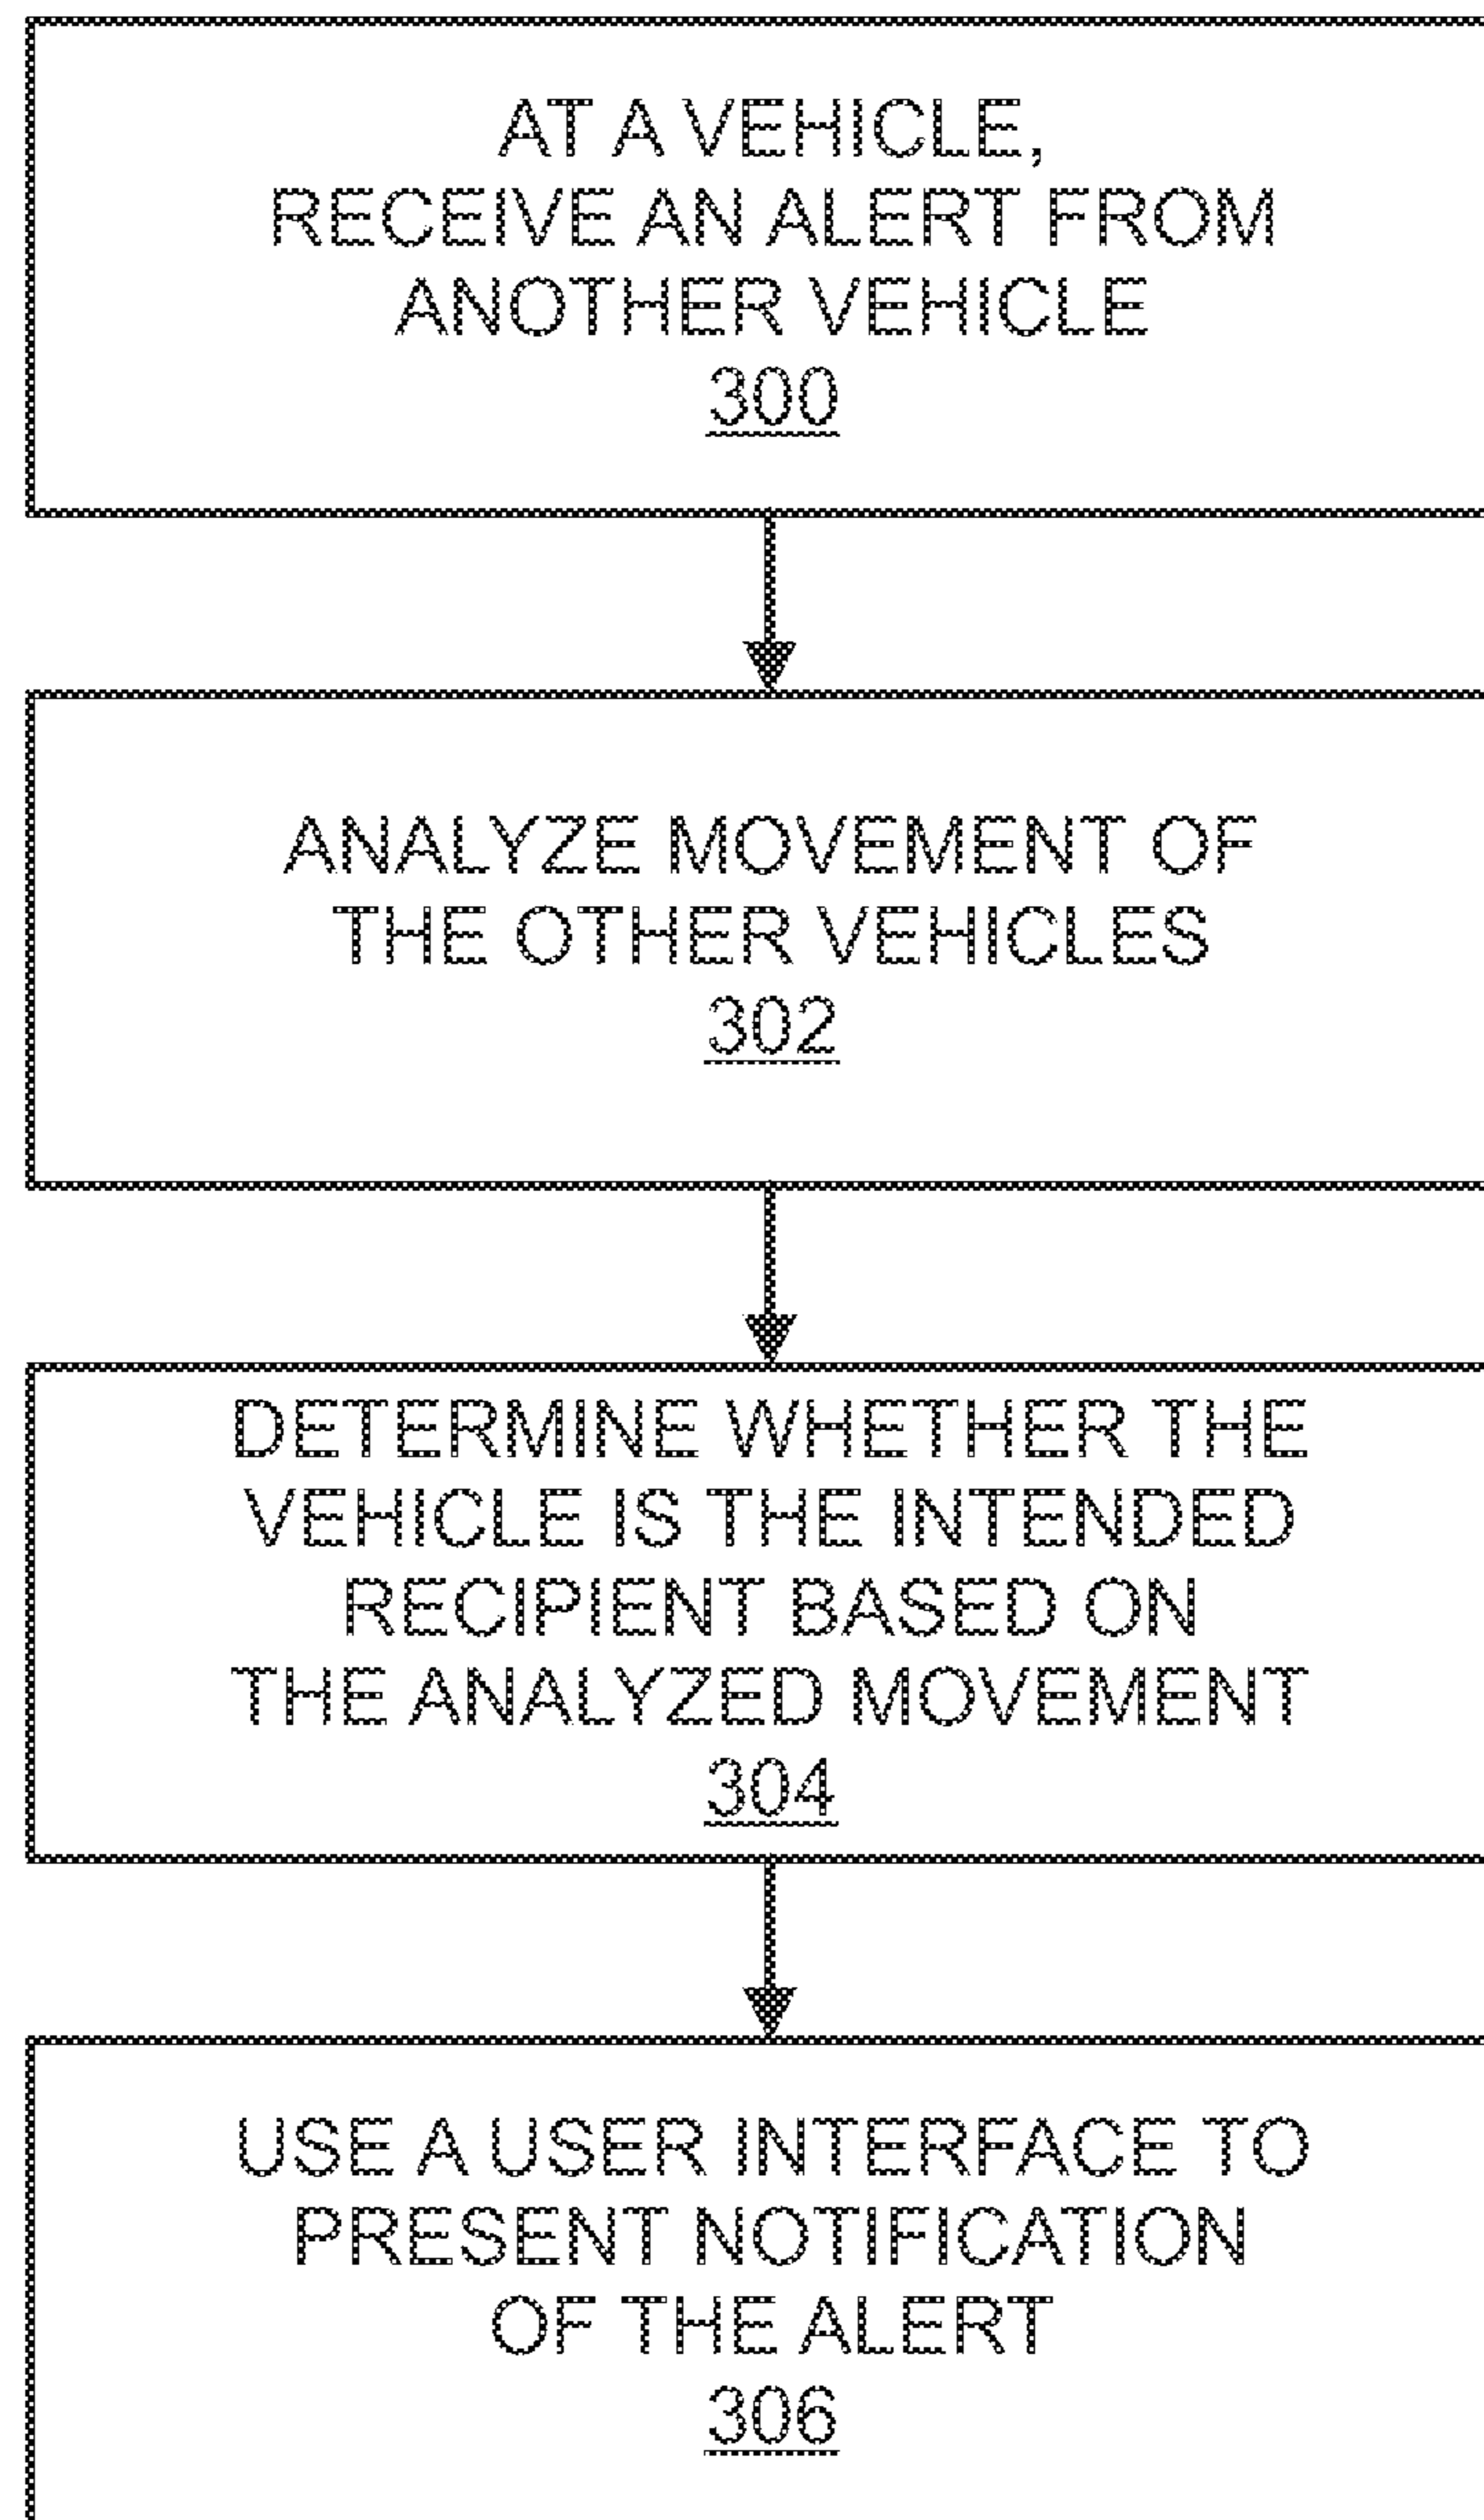 AT A VEHICLE,
RECEIVE AN ALERT FROM
ANOTHER VEHICLE
300
ANALYZE MOVEMENT OF
THE OTHER VEHICLES
302
DETERMINE WHETHER THE
VEHICLE IS THE INTENDED
RECIPIENT BASED ON
THE ANALYZED MOVEMENT
304
USE A USER INTERFACE TO
PRESENT NOTIFICATION
OF THE ALERT
306